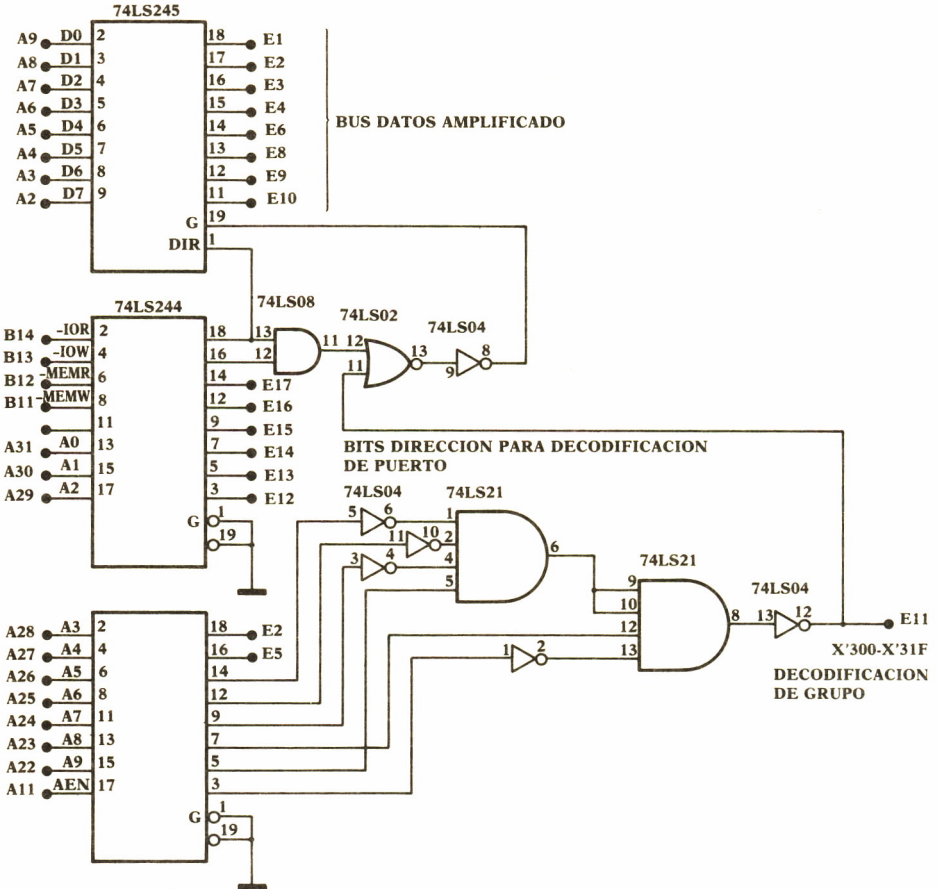 74LS245
A9 D0 2 18 E1
A8 D1 3 17 E2
A7 D2 4 16 E3
A6 D3 5 15 E4
A5 D4 6 14 E6
A4 D5 7 13 E8
A3 D6 8 12 E9
A2 D7 9 11 E10
BUS DATOS AMPLIFICADO
G 19
DIR 1
74LS244
74LS08
74LS02
74LS04
B14 -IOR 2 18 13 11 12 13 9 8
B13 -IOW 4 16 12 11
B12 -MEMR 6 14 E17
B11 -MEMW 8 12 E16
11 9 E15
A31 A0 13 7 E14
A30 A1 15 5 E13
A29 A2 17 3 E12
G 1
19
BITS DIRECCION PARA DECODIFICACION
DE PUERTO
74LS04
74LS21
5 6 1
11 10 2
3 4 4
5
6
74LS21
74LS04
9
10
12
13
8 13 12 E11
1 2
X'300-X'31F
DECODIFICACION
DE GRUPO
A28 A3 2 18 E2
A27 A4 4 16 E5
A26 A5 6 14
A25 A6 8 12
A24 A7 11 9
A23 A8 13 7
A22 A9 15 5
A11 AEN 17 3
G 1
19